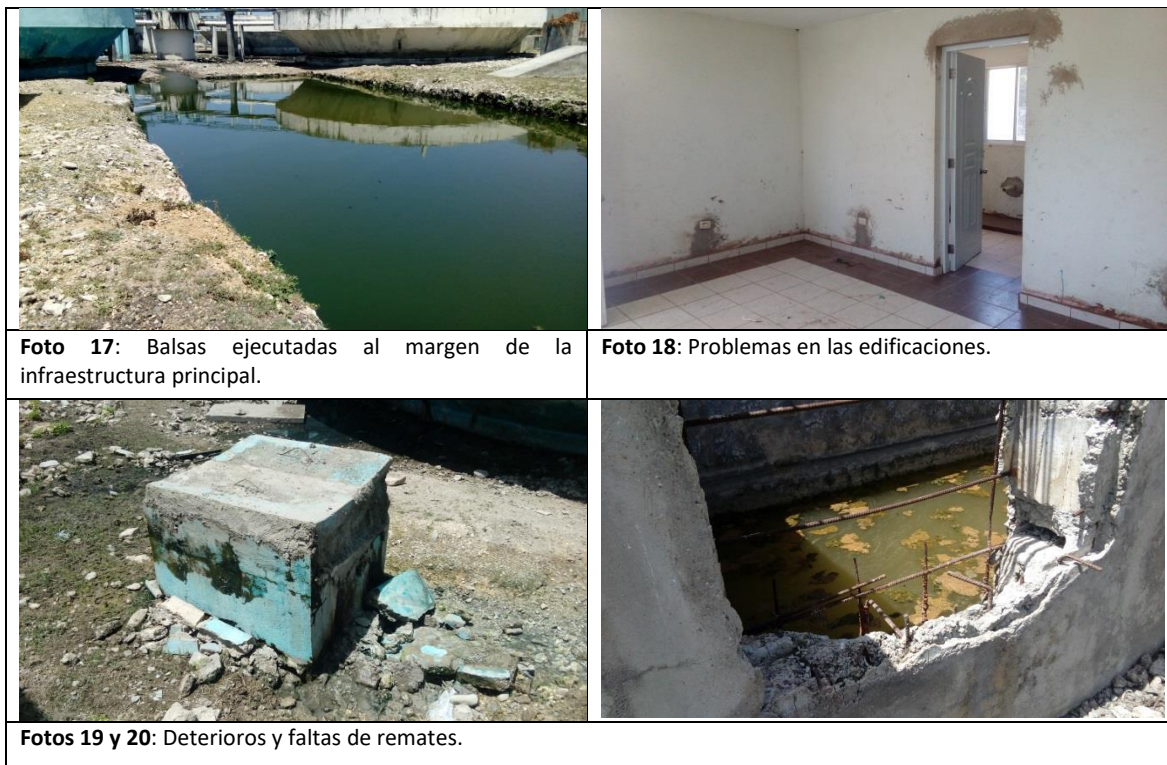 Foto 17: Balsas ejecutadas al margen de la
infraestructura principal.
Foto 18: Problemas en las edificaciones.
Fotos 19 y 20: Deterioros y faltas de remates.